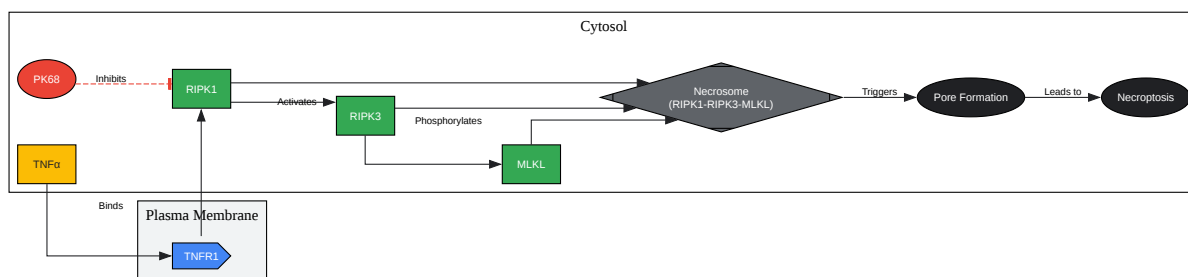 Cytosol
PK68
Inhibits
RIPK1
Activates
RIPK3
Phosphorylates
MLKL
Necrosome
(RIPK1-RIPK3-MLKL)
Triggers
Pore Formation
Leads to
Necroptosis
TNFα
Binds
Plasma Membrane
TNFR1